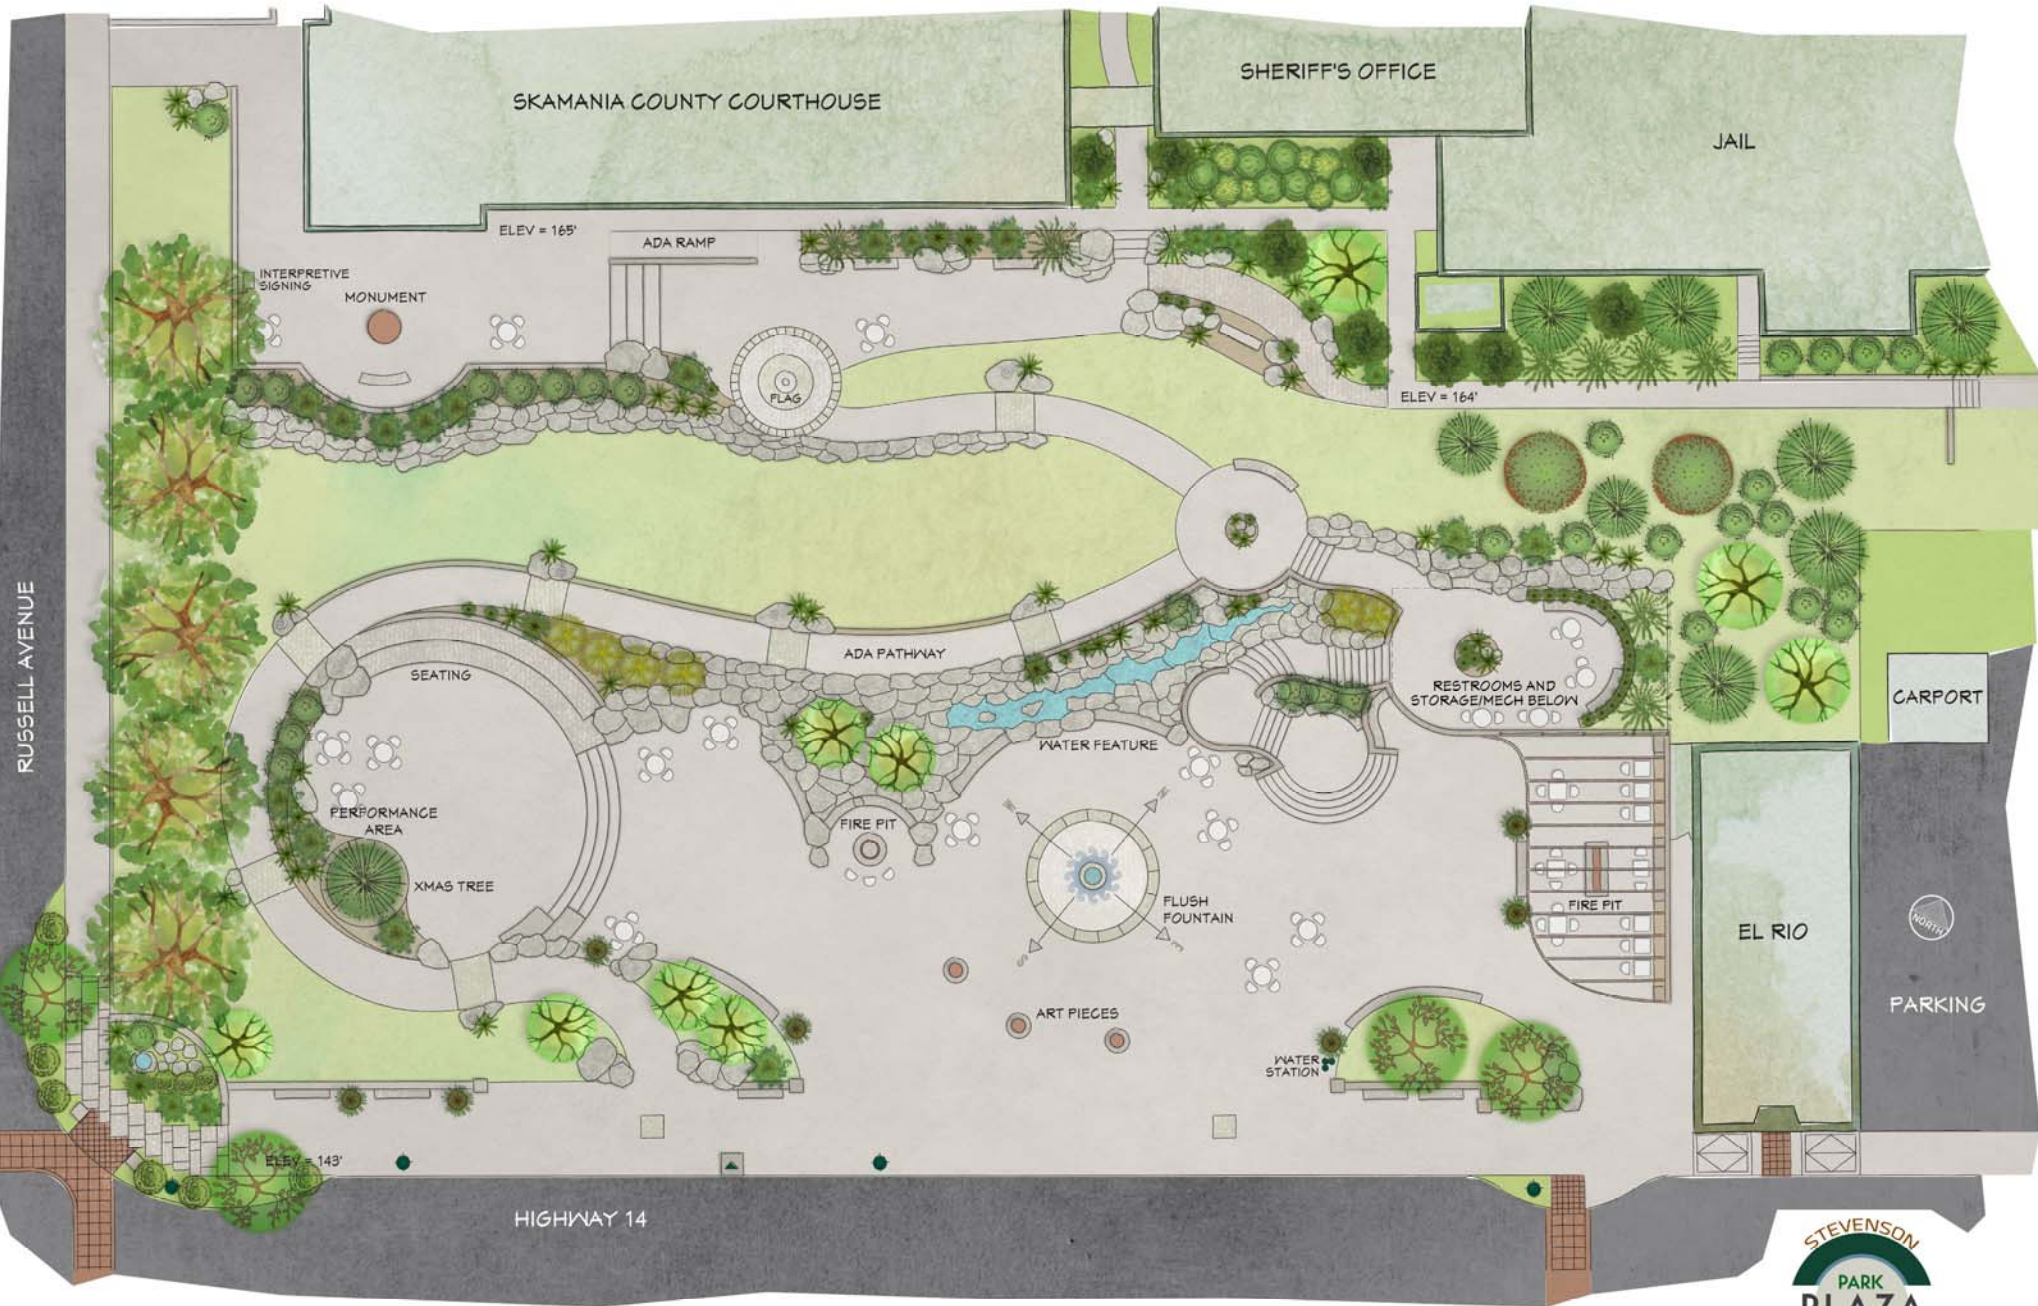 SKAMANIA COUNTY COURTHOUSE
SHERIFF'S OFFICE
JAIL
ELEV = 165'
ADA RAMP
INTERPRETIVE
SIGNING
MONUMENT
FLAG
ELEV = 164'
RUSSELL AVENUE
ADA PATHWAY
SEATING
RESTROOMS AND
STORAGE/MECH BELOW
CARPORT
WATER FEATURE
PERFORMANCE
AREA
FIRE PIT
XMAS TREE
N
E
S
W
FLUSH
FOUNTAIN
FIRE PIT
EL RIO
NORTH
PARKING
ART PIECES
WATER
STATION
ELEV = 143'
HIGHWAY 14
STEVENSON
PARK
PLAZA